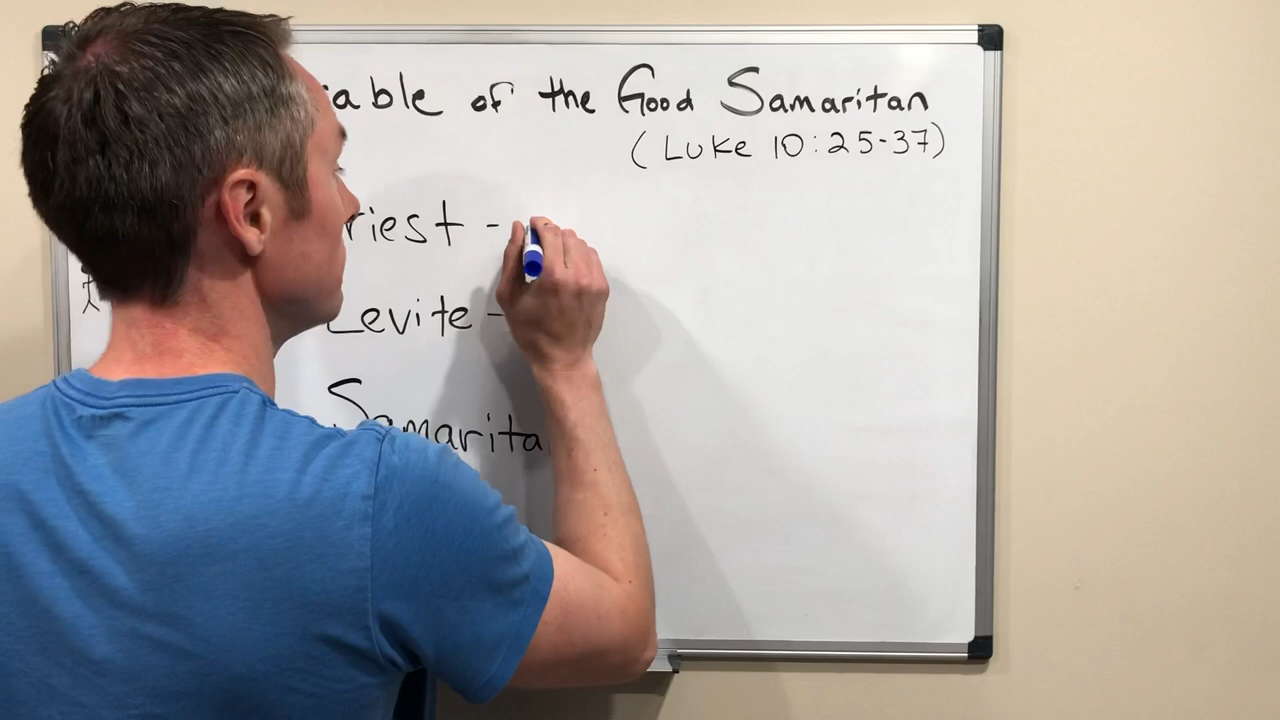 able of the Good Samaritan
(Luke 10:25-37)
riest -
Levite -
Samarita